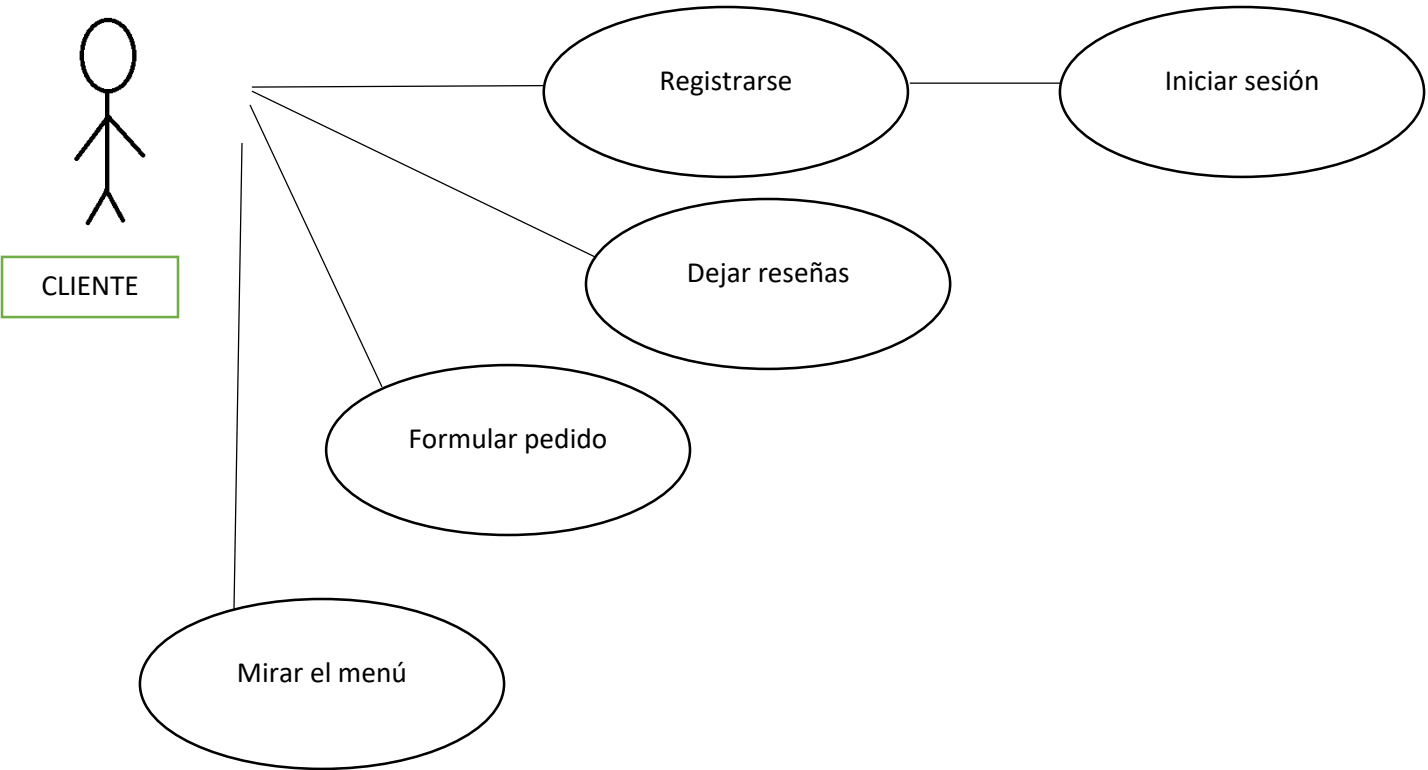 Registrarse
Iniciar sesión
Dejar reseñas
CLIENTE
Formular pedido
Mirar el menú